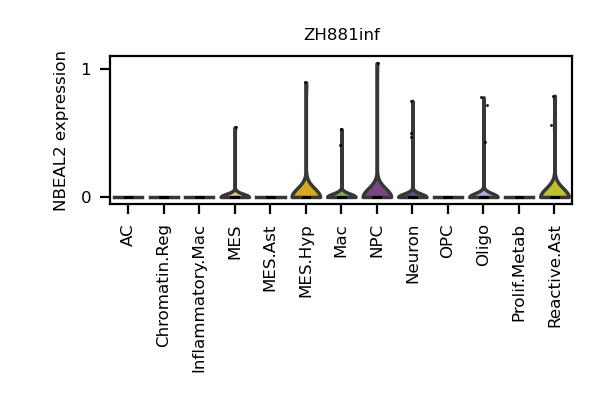 ZH881inf
NBEAL2 expression
1
0
AC
Chromatin.Reg
Inflammatory.Mac
MES
MES.Ast
MES.Hyp
Mac
NPC
Neuron
OPC
Oligo
Prolif.Metab
Reactive.Ast